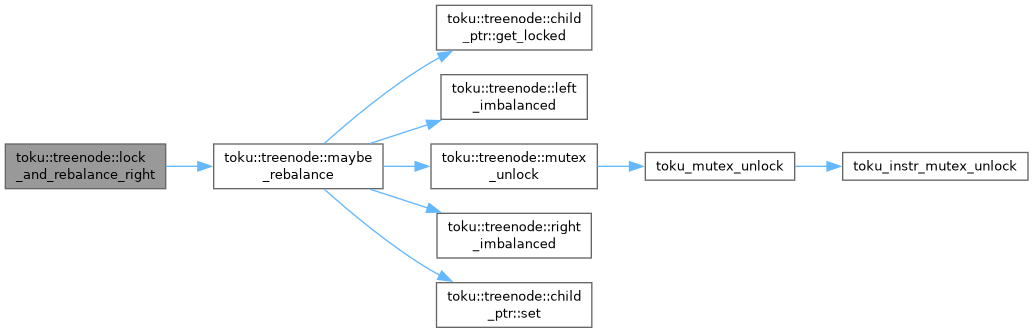 toku::treenode::lock
_and_rebalance_right
toku::treenode::maybe
_rebalance
toku::treenode::child
_ptr::get_locked
toku::treenode::left
_imbalanced
toku::treenode::mutex
_unlock
toku_mutex_unlock
toku_instr_mutex_unlock
toku::treenode::right
_imbalanced
toku::treenode::child
_ptr::set